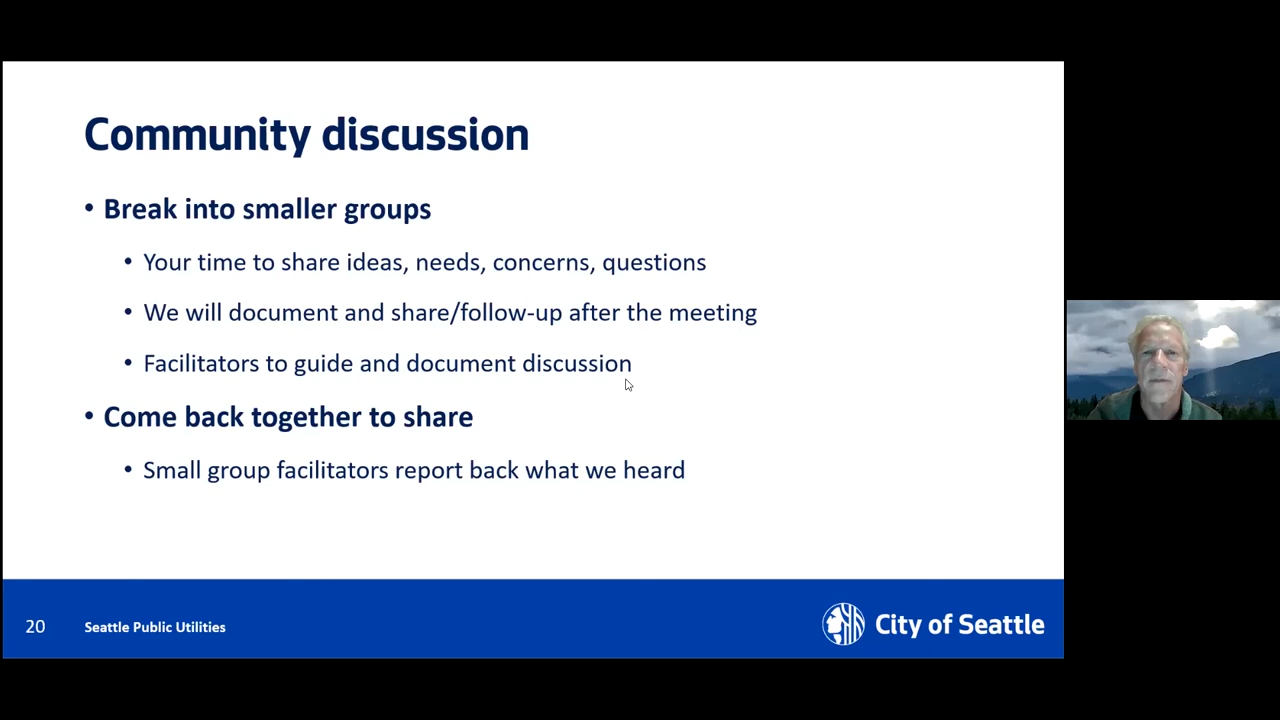 Community discussion
• Break into smaller groups
• Your time to share ideas, needs, concerns, questions
• We will document and share/follow-up after the meeting
• Facilitators to guide and document discussion
• Come back together to share
• Small group facilitators report back what we heard
20
Seattle Public Utilities
City of Seattle